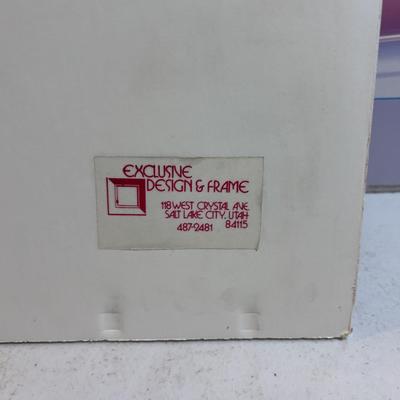 EXCLUSIVE
DESIGN & FRAME
118 WEST CRYSTAL AVE.
SALT LAKE CITY, UTAH
487-2481 84115